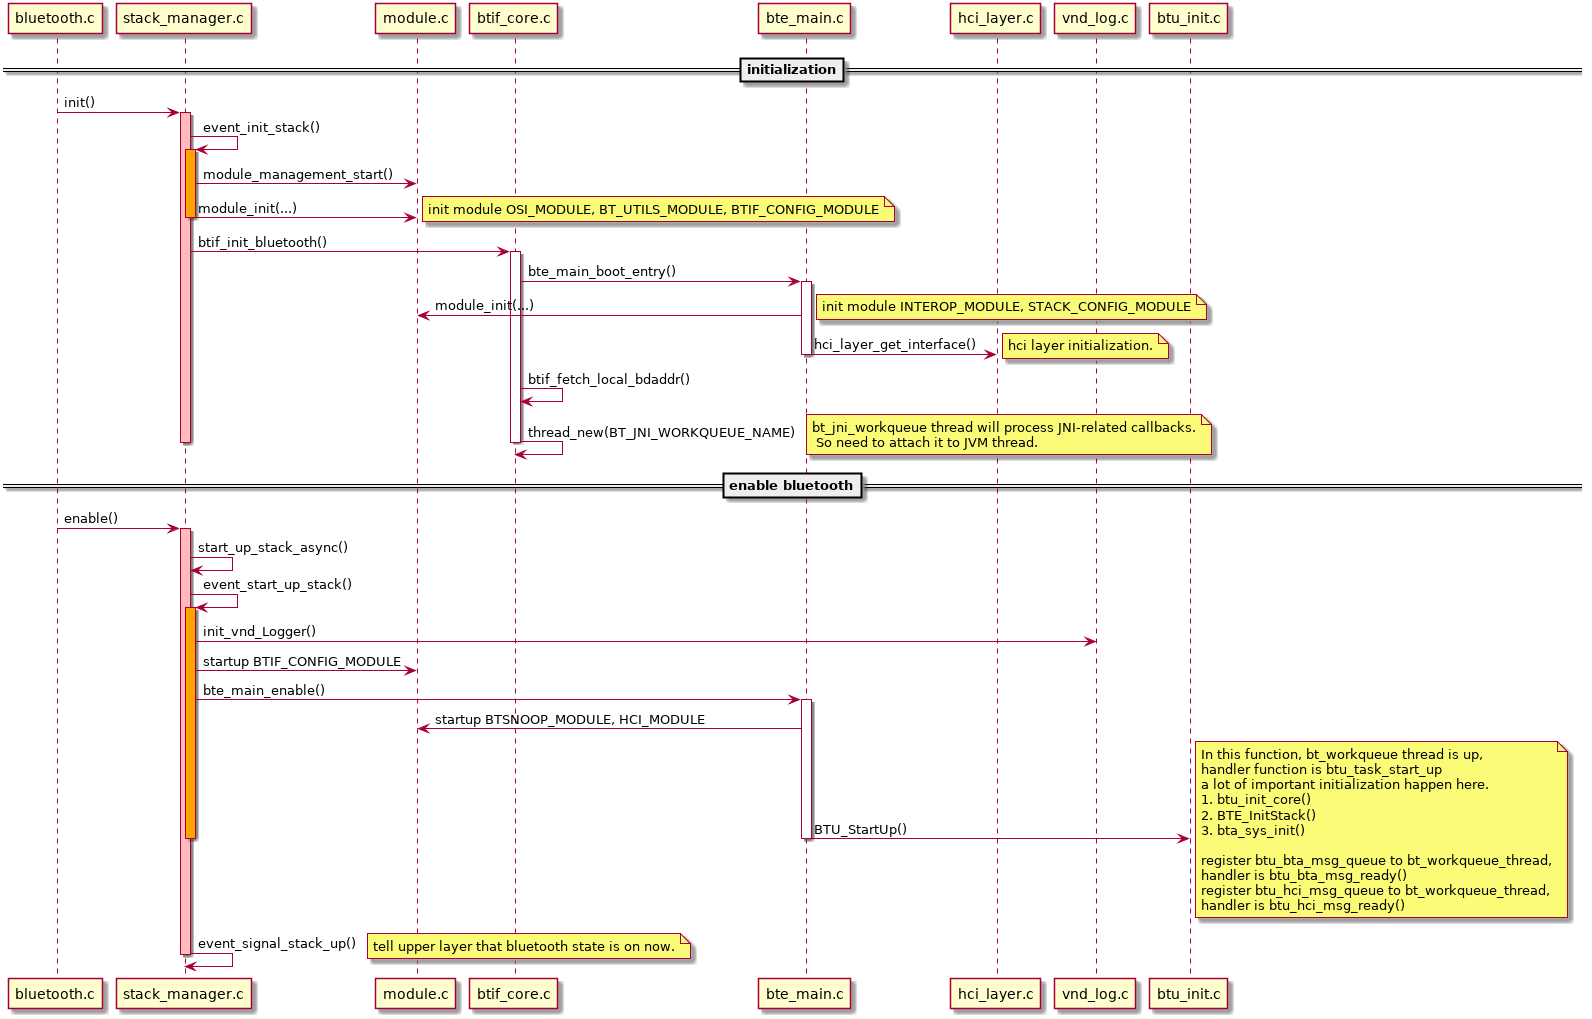 bluetooth.c
stack_manager.c
module.c
btif_core.c
bte_main.c
hci_layer.c
vnd_log.c
btu_init.c
initialization
init()
event_init_stack()
module_management_start()
module_init(...)
init module OSI_MODULE, BT_UTILS_MODULE, BTIF_CONFIG_MODULE
btif_init_bluetooth()
bte_main_boot_entry()
module_init(...)
init module INTEROP_MODULE, STACK_CONFIG_MODULE
hci_layer_get_interface()
hci layer initialization.
btif_fetch_local_bdaddr()
thread_new(BT_JNI_WORKQUEUE_NAME)
bt_jni_workqueue thread will process JNI-related callbacks.
So need to attach it to JVM thread.
enable bluetooth
enable()
start_up_stack_async()
event_start_up_stack()
init_vnd_Logger()
startup BTIF_CONFIG_MODULE
bte_main_enable()
startup BTSNOOP_MODULE, HCI_MODULE
BTU_StartUp()
In this function, bt_workqueue thread is up,
handler function is btu_task_start_up
a lot of important initialization happen here.
1. btu_init_core()
2. BTE_InitStack()
3. bta_sys_init()
register btu_bta_msg_queue to bt_workqueue_thread,
handler is btu_bta_msg_ready()
register btu_hci_msg_queue to bt_workqueue_thread,
handler is btu_hci_msg_ready()
event_signal_stack_up()
tell upper layer that bluetooth state is on now.
bluetooth.c
stack_manager.c
module.c
btif_core.c
bte_main.c
hci_layer.c
vnd_log.c
btu_init.c